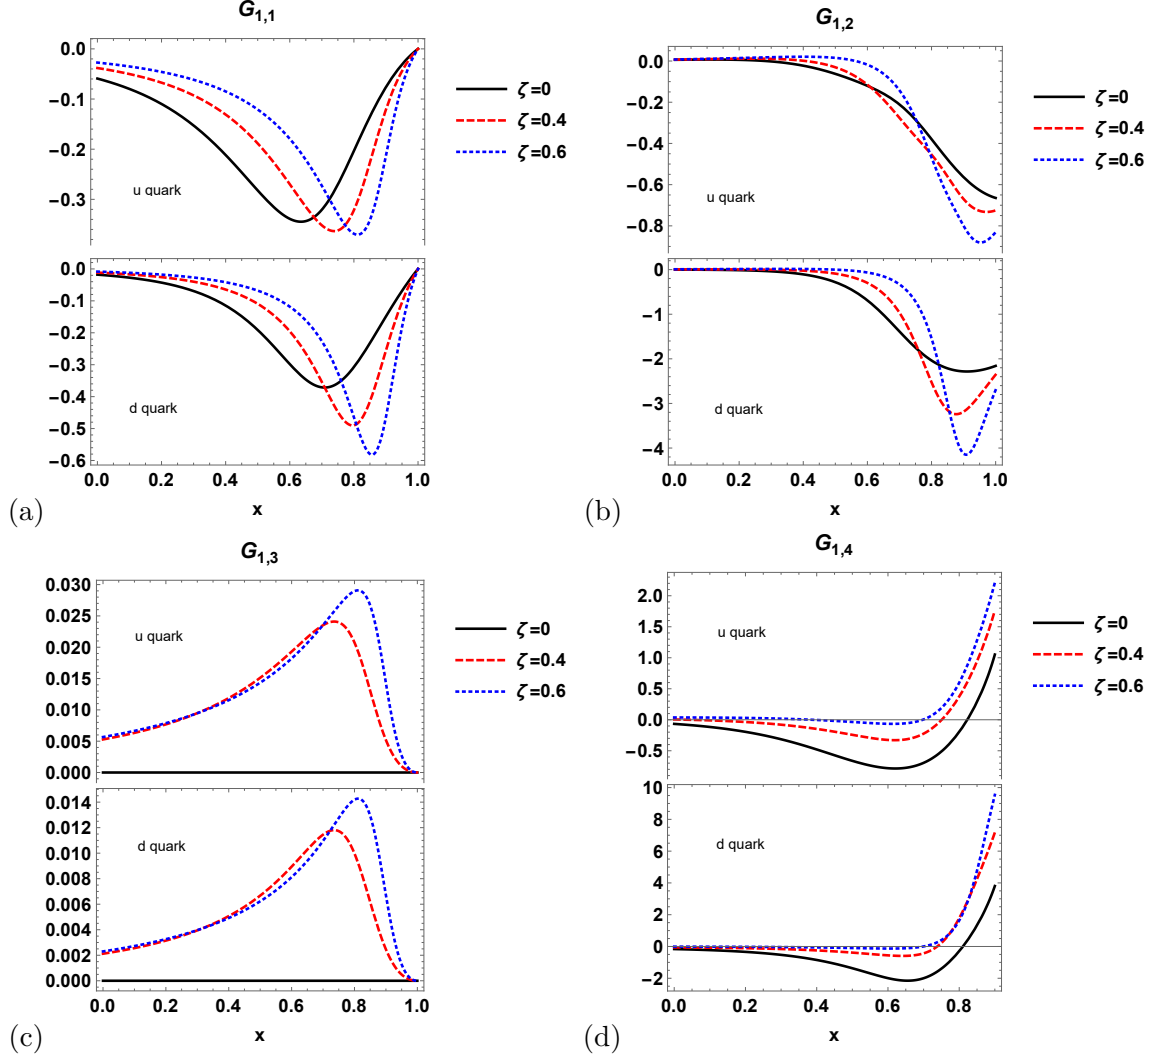 G1,1
0.0
−0.1
−0.2
−0.3
u quark
0.0
−0.1
−0.2
−0.3
−0.4
−0.5
−0.6
d quark
0.0 0.2 0.4 0.6 0.8 1.0
x
ζ=0
ζ=0.4
ζ=0.6
(a)
G1,2
0.0
−0.2
−0.4
−0.6
−0.8
u quark
0
−1
−2
−3
−4
d quark
0.0 0.2 0.4 0.6 0.8 1.0
x
ζ=0
ζ=0.4
ζ=0.6
(b)
G1,3
0.030
0.025
0.020
0.015
0.010
0.005
0.000
u quark
0.014
0.012
0.010
0.008
0.006
0.004
0.002
0.000
d quark
0.0 0.2 0.4 0.6 0.8 1.0
x
ζ=0
ζ=0.4
ζ=0.6
(c)
G1,4
2.0
1.5
1.0
0.5
0.0
−0.5
u quark
10
8
6
4
2
0
−2
d quark
0.0 0.2 0.4 0.6 0.8
x
ζ=0
ζ=0.4
ζ=0.6
(d)